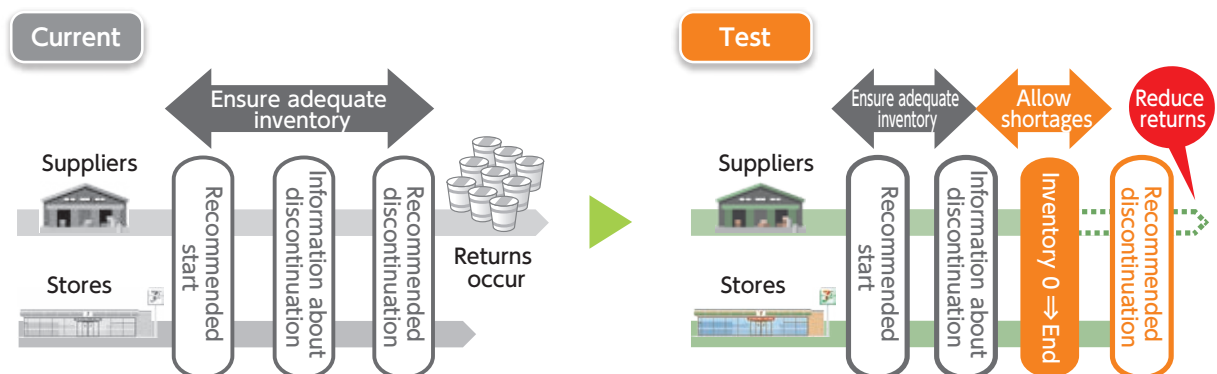 Current
Ensure adequate
inventory
Suppliers
Stores
Recommended
start
Information about
discontinuation
Recommended
discontinuation
Returns
occur
Test
Ensure adequate
inventory
Allow
shortages
Reduce
returns
Suppliers
Stores
Recommended
start
Information about
discontinuation
Inventory 0 ⇒ End
Recommended
discontinuation